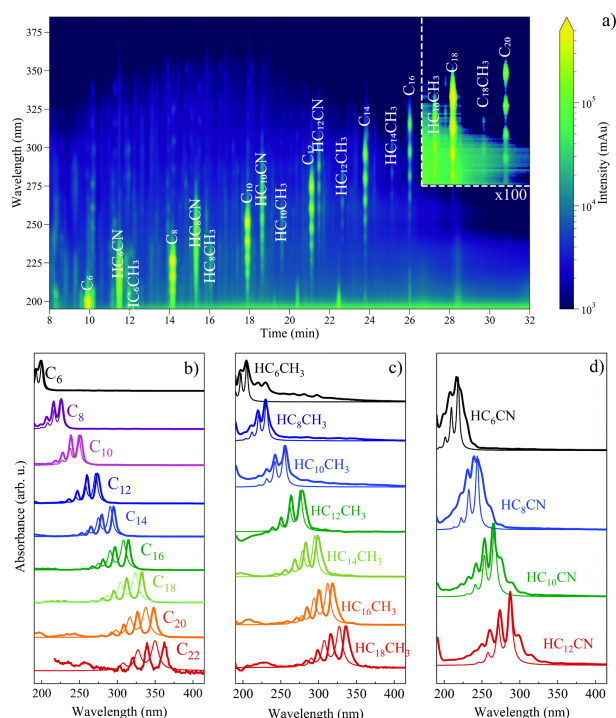 a)
375
350
325
300
275
250
225
200
Wavelength (nm)
8
10
12
14
16
18
20
22
24
26
28
30
32
Time (min)
C6
HC6CN
HC6CH3
C8
HC8CN
HC8CH3
C10
HC10CN
HC10CH3
C12
HC12CN
HC12CH3
C14
HC14CH3
C16
HC16CH3
C18
C18CH3
C20
x100
10^5
10^4
10^3
Intensity (mAu)
b)
C6
C8
C10
C12
C14
C16
C18
C20
C22
200 250 300 350 400
Wavelength (nm)
Absorbance (arb. u.)
c)
HC6CH3
HC8CH3
HC10CH3
HC12CH3
HC14CH3
HC16CH3
HC18CH3
200 250 300 350 400
Wavelength (nm)
d)
HC6CN
HC8CN
HC10CN
HC12CN
200 250 300 350 400
Wavelength (nm)